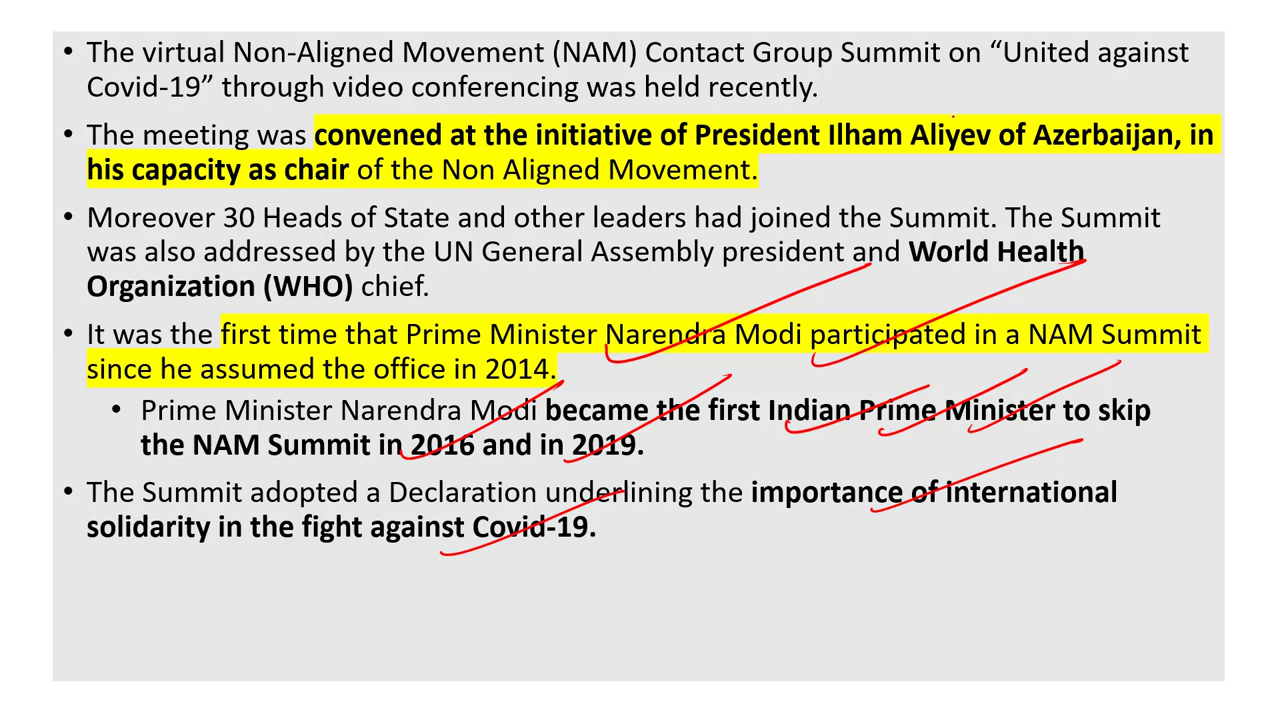 • The virtual Non-Aligned Movement (NAM) Contact Group Summit on “United against
Covid-19” through video conferencing was held recently.
• The meeting was convened at the initiative of President Ilham Aliyev of Azerbaijan, in
his capacity as chair of the Non Aligned Movement.
• Moreover 30 Heads of State and other leaders had joined the Summit. The Summit
was also addressed by the UN General Assembly president and World Health
Organization (WHO) chief.
• It was the first time that Prime Minister Narendra Modi participated in a NAM Summit
since he assumed the office in 2014.
• Prime Minister Narendra Modi became the first Indian Prime Minister to skip
the NAM Summit in 2016 and in 2019.
• The Summit adopted a Declaration underlining the importance of international
solidarity in the fight against Covid-19.